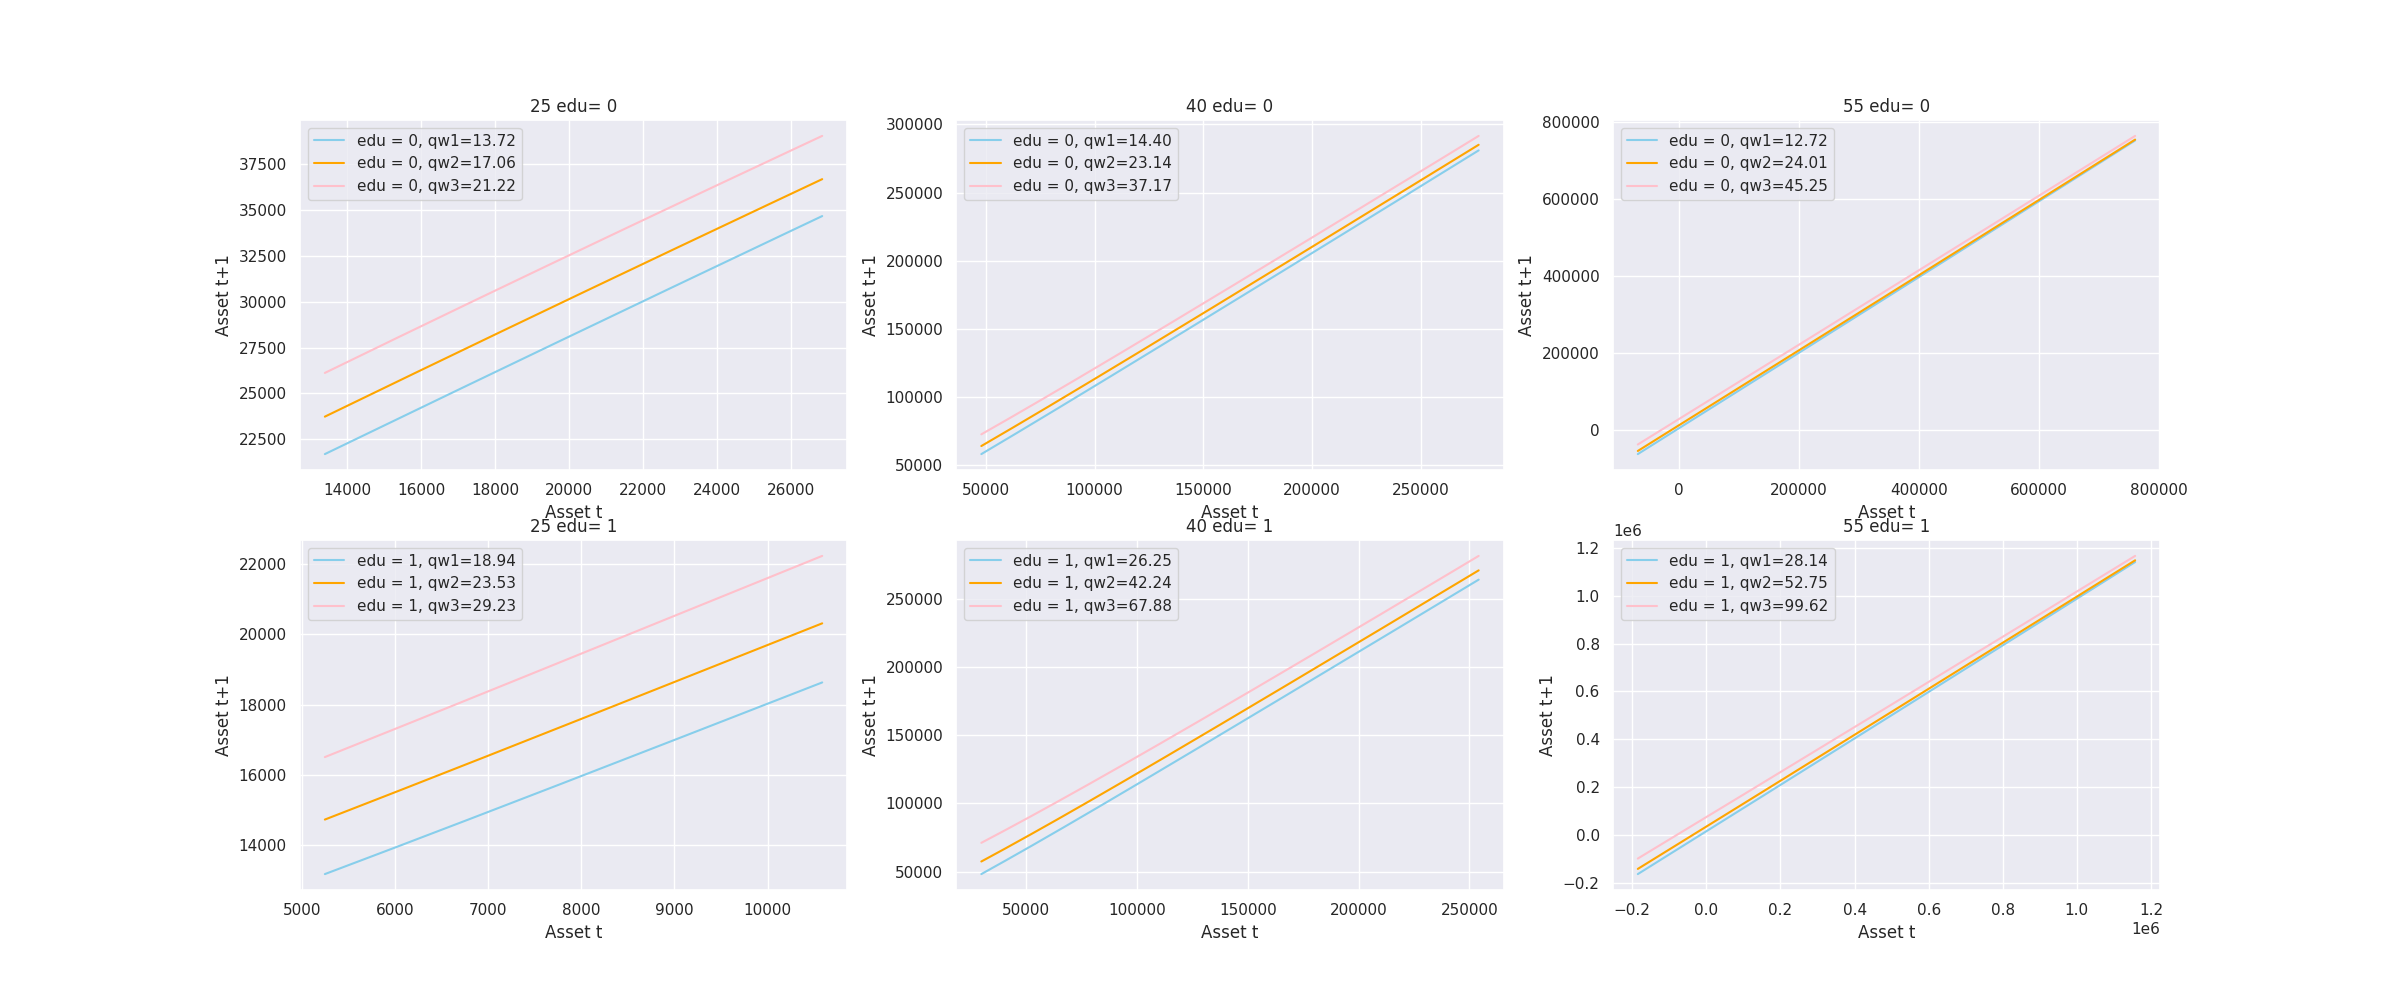 25 edu= 0
edu = 0, qw1=13.72
edu = 0, qw2=17.06
edu = 0, qw3=21.22
Asset t+1
37500
35000
32500
30000
27500
25000
22500
14000 16000 18000 20000 22000 24000 26000
Asset t
40 edu= 0
edu = 0, qw1=14.40
edu = 0, qw2=23.14
edu = 0, qw3=37.17
Asset t+1
300000
250000
200000
150000
100000
50000
50000 100000 150000 200000 250000
Asset t
55 edu= 0
edu = 0, qw1=12.72
edu = 0, qw2=24.01
edu = 0, qw3=45.25
Asset t+1
800000
600000
400000
200000
0
0 200000 400000 600000 800000
Asset t
25 edu= 1
edu = 1, qw1=18.94
edu = 1, qw2=23.53
edu = 1, qw3=29.23
Asset t+1
22000
20000
18000
16000
14000
5000 6000 7000 8000 9000 10000
Asset t
40 edu= 1
edu = 1, qw1=26.25
edu = 1, qw2=42.24
edu = 1, qw3=67.88
Asset t+1
250000
200000
150000
100000
50000
50000 100000 150000 200000 250000
Asset t
55 edu= 1
1e6
edu = 1, qw1=28.14
edu = 1, qw2=52.75
edu = 1, qw3=99.62
Asset t+1
1.2
1.0
0.8
0.6
0.4
0.2
0.0
−0.2
−0.2 0.0 0.2 0.4 0.6 0.8 1.0 1.2
1e6
Asset t